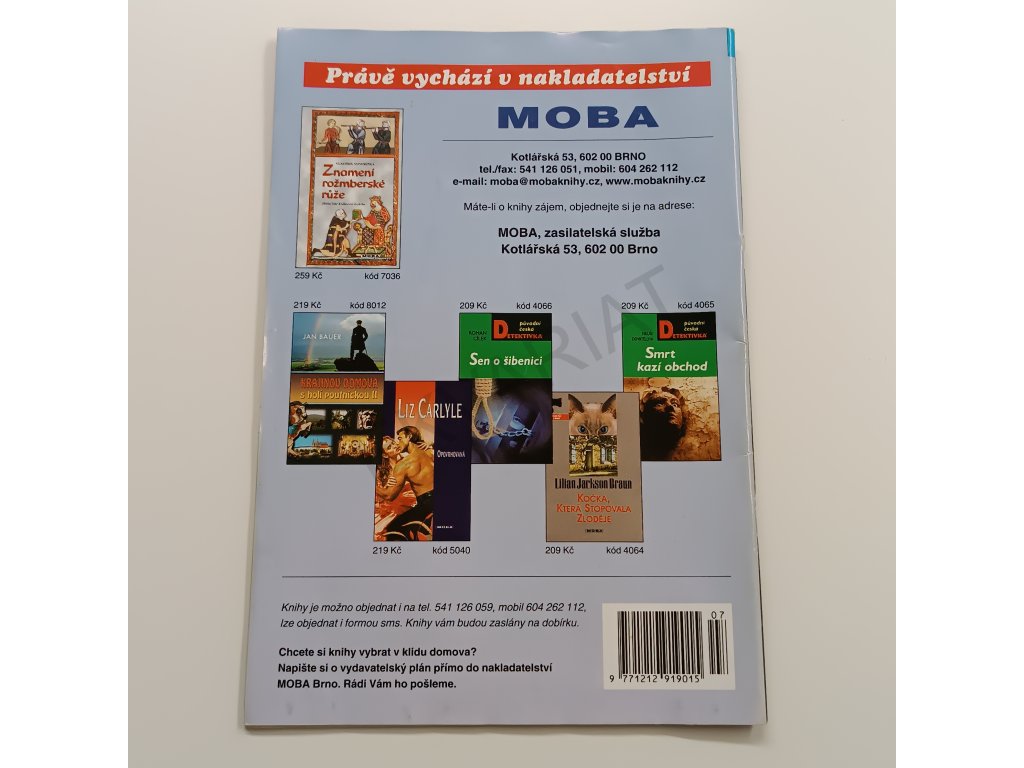 Právě vychází v nakladatelství
MOBA
Kotlářská 53, 602 00 BRNO
tel./fax: 541 126 051, mobil: 604 262 112
e-mail: moba@mobaknihy.cz, www.mobaknihy.cz
Máte-li o knihy zájem, objednejte si je na adrese:
MOBA, zasilatelská služba
Kotlářská 53, 602 00 Brno
Znamení
rožmberské
růže
MOBA
259 Kč kód 7036
219 Kč kód 8012
JAN BAUER
KRAJINOU DOMOVA
s holí poutnickou II.
209 Kč kód 4066
ROMAN
CÍLEK
původní
česká
DETEKTIVKA
Sen o šibenici
209 Kč kód 4065
původní
česká
DETEKTIVKA
Smrt
kazí obchod
LIZ CARLYLE
OPOVRHOVANÁ
219 Kč kód 5040
Lilian Jackson Braun
KOČKA,
KTERÁ STOPOVALA
ZLODĚJE
209 Kč kód 4064
Knihy je možno objednat i na tel. 541 126 059, mobil 604 262 112,
lze objednat i formou sms. Knihy vám budou zaslány na dobírku.
Chcete si knihy vybrat v klidu domova?
Napište si o vydavatelský plán přímo do nakladatelství
MOBA Brno. Rádi Vám ho pošleme.
07
9 771212 919015